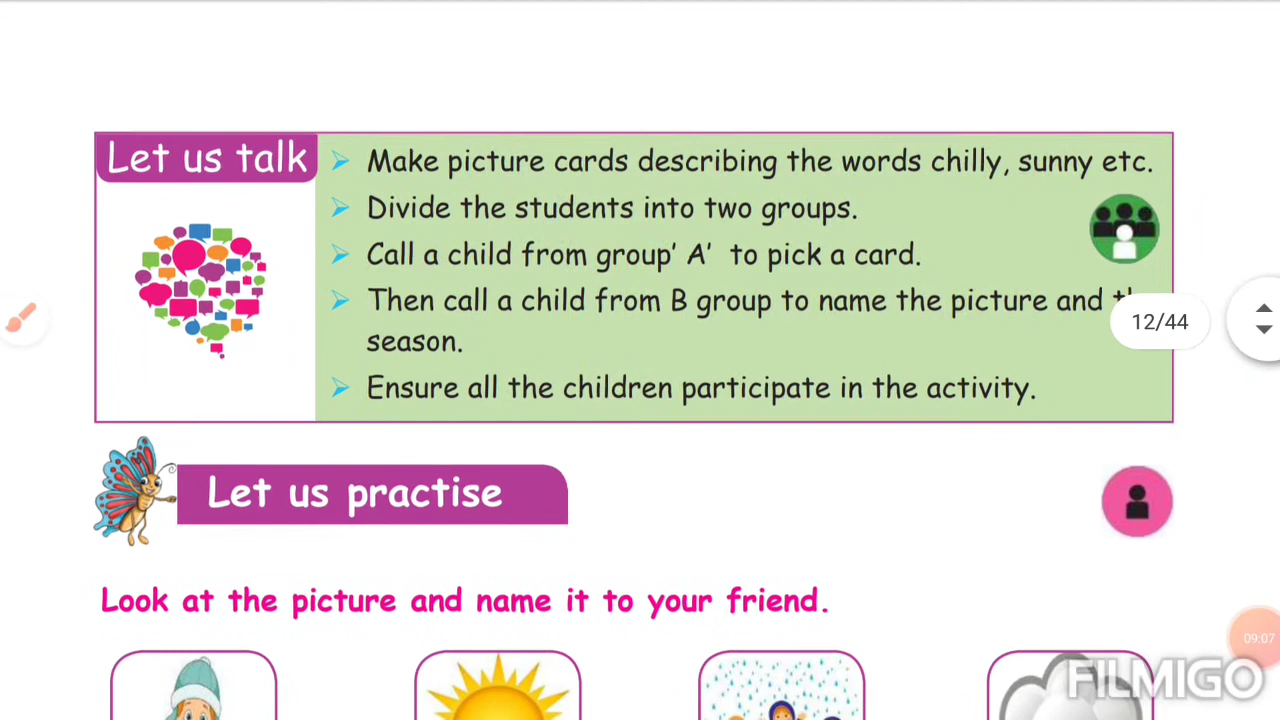 Let us talk
Make picture cards describing the words chilly, sunny etc.
Divide the students into two groups.
Call a child from group' A' to pick a card.
Then call a child from B group to name the picture and
season.
Ensure all the children participate in the activity.
12/44
Let us practise
Look at the picture and name it to your friend.
09:07
FILMIGO